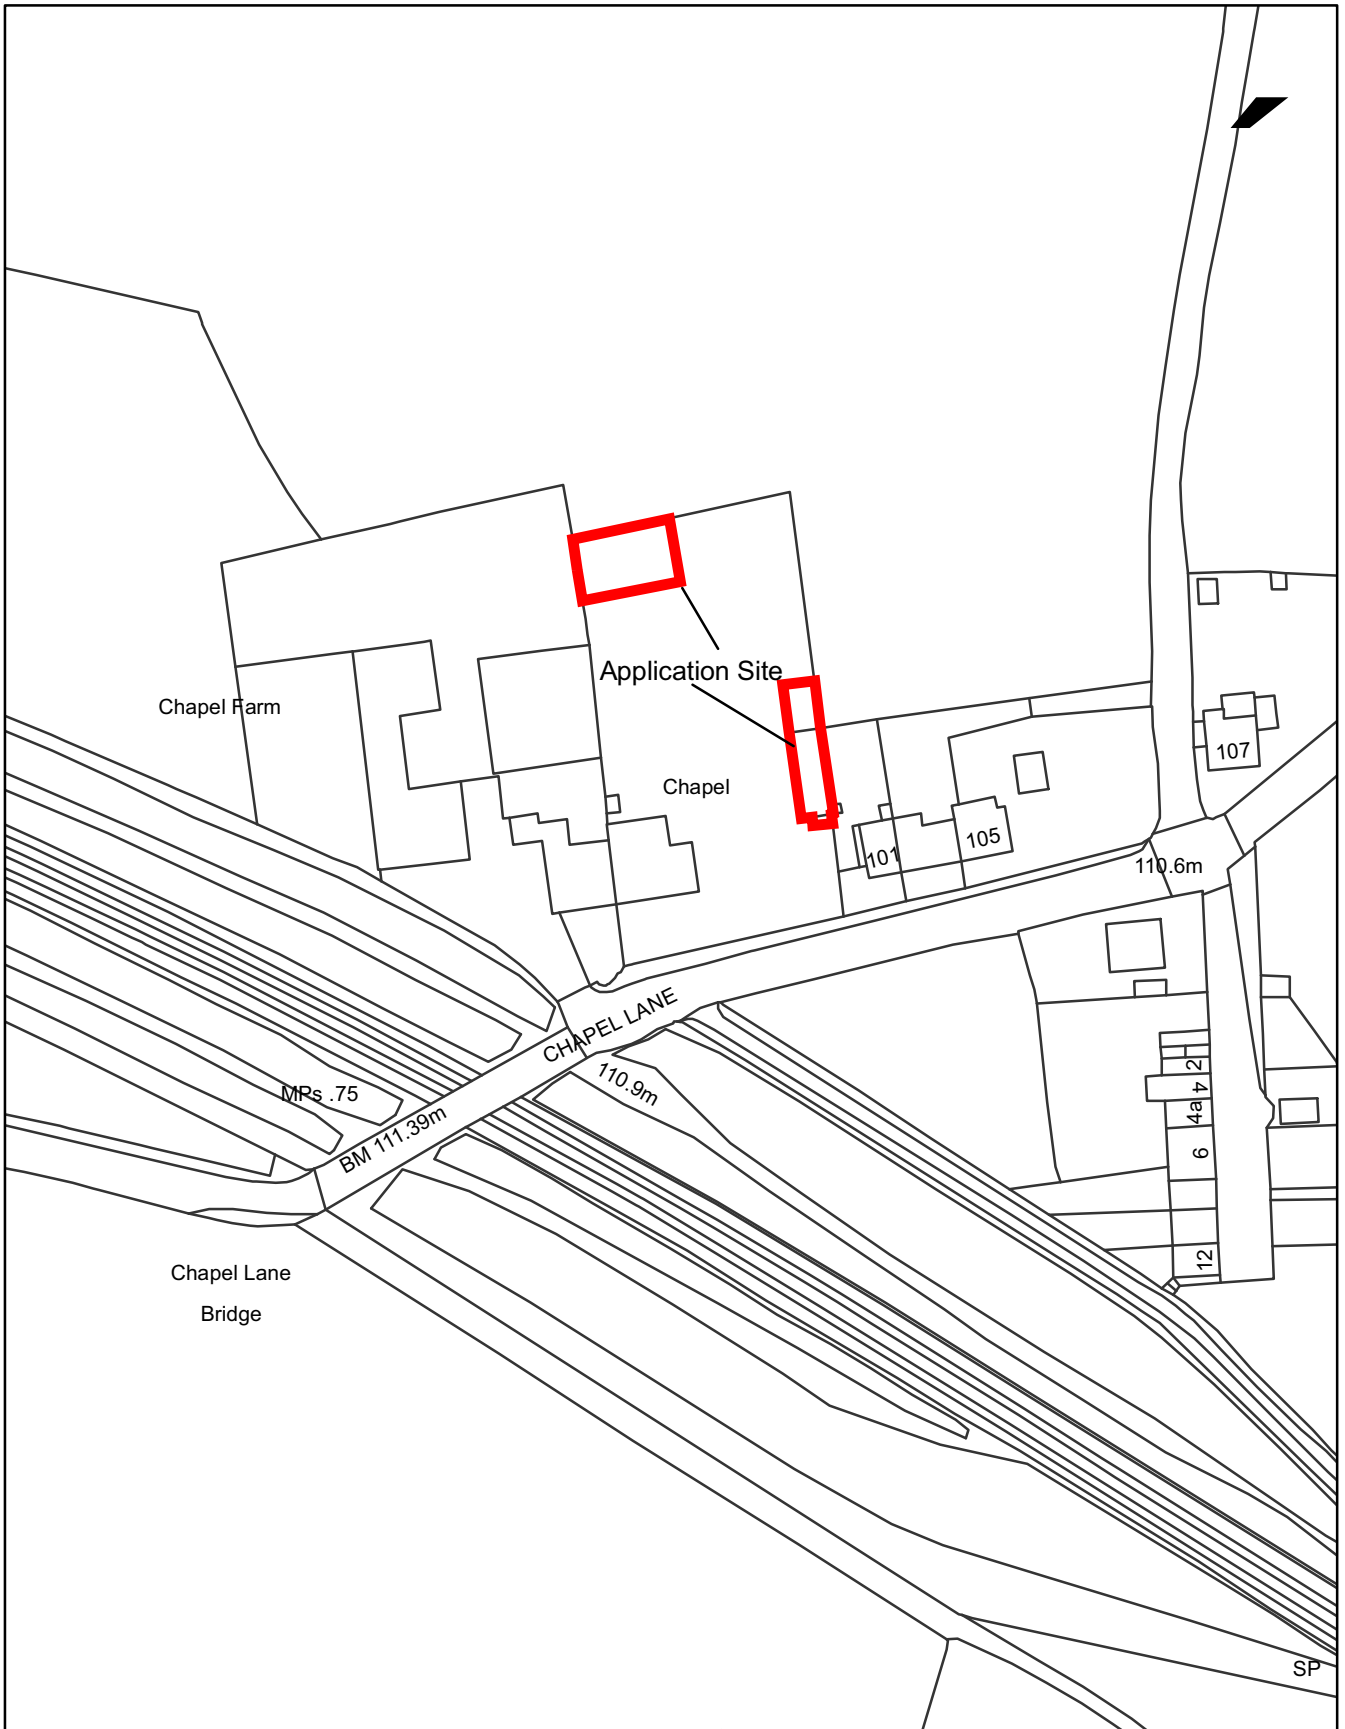 Application Site
Chapel Farm
107
Chapel
105
101
110.6m
CHAPEL LANE
110.9m
MPs .75
BM 111.39m
2
4
4a
6
12
Chapel Lane
Bridge
SP